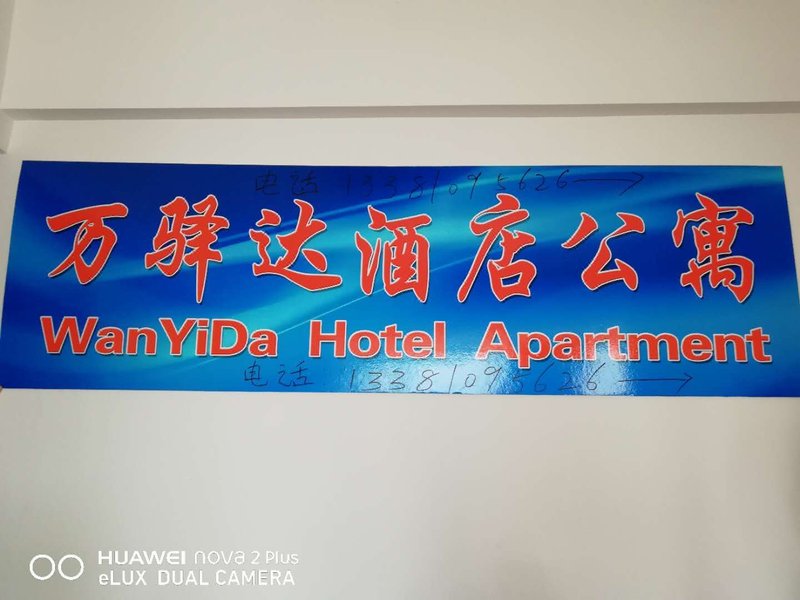 电话 13381095626→
万驿达酒店公寓
WanYiDa Hotel Apartment
电话 13381095626→
HUAWEI nova 2 Plus
eLUX DUAL CAMERA